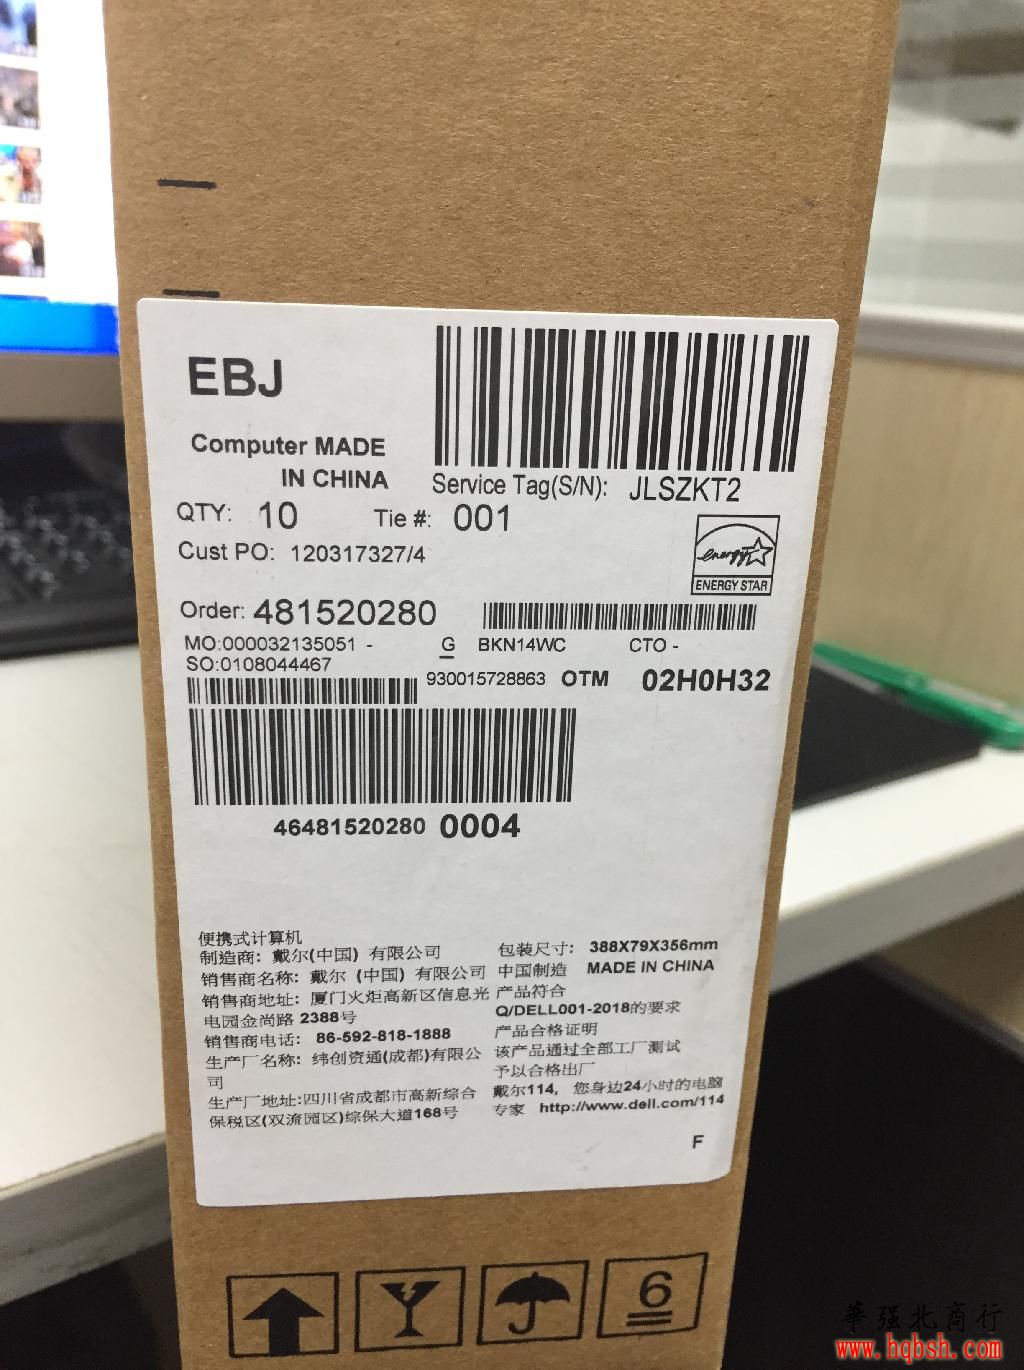 EBJ
Computer MADE
IN CHINA
Service Tag(S/N): JLSZKT2
QTY: 10 Tie #: 001
Cust PO: 120317327/4
energy
ENERGY STAR
Order: 481520280
MO:000032135051 - G BKN14WC CTO -
SO:0108044467
930015728863 OTM 02H0H32
46481520280 0004
便携式计算机
制造商: 戴尔(中国) 有限公司
销售商名称: 戴尔 (中国) 有限公司
销售商地址: 厦门火炬高新区信息光
电园金尚路 2388号
销售商电话: 86-592-818-1888
生产厂名称: 纬创资通(成都)有限公
司
生产厂地址:四川省成都市高新综合
保税区(双流园区)综保大道168号
包装尺寸: 388X79X356mm
中国制造 MADE IN CHINA
产品符合
Q/DELL001-2018的要求
产品合格证明
该产品通过全部工厂测试
予以合格出厂
戴尔114, 您身边24小时的电脑
专家 http://www.dell.com/114
F
6
華强北商行
www.hqbsh.com